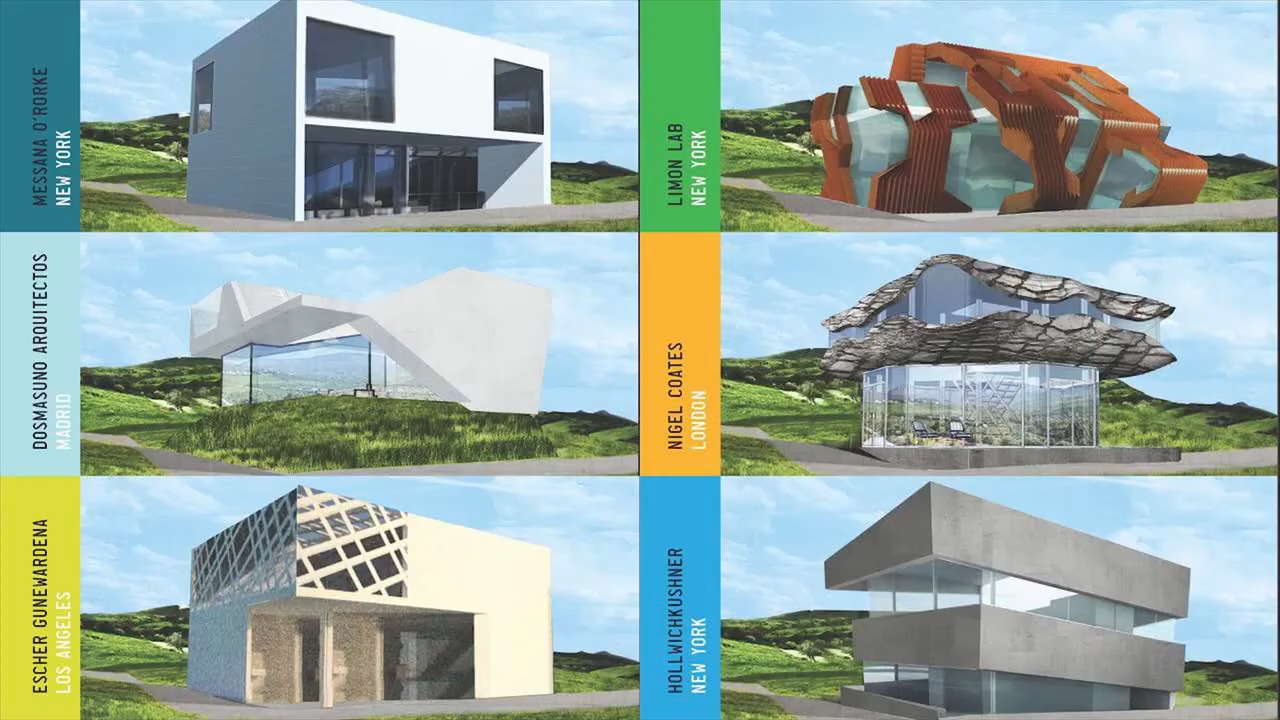 MESSANA O'RORKE
NEW YORK
LIMON LAB
NEW YORK
DOSMASUNO ARQUITECTOS
MADRID
NIGEL COATES
LONDON
ESCHER GUNEWARDENA
LOS ANGELES
HOLLWICHKUSHNER
NEW YORK